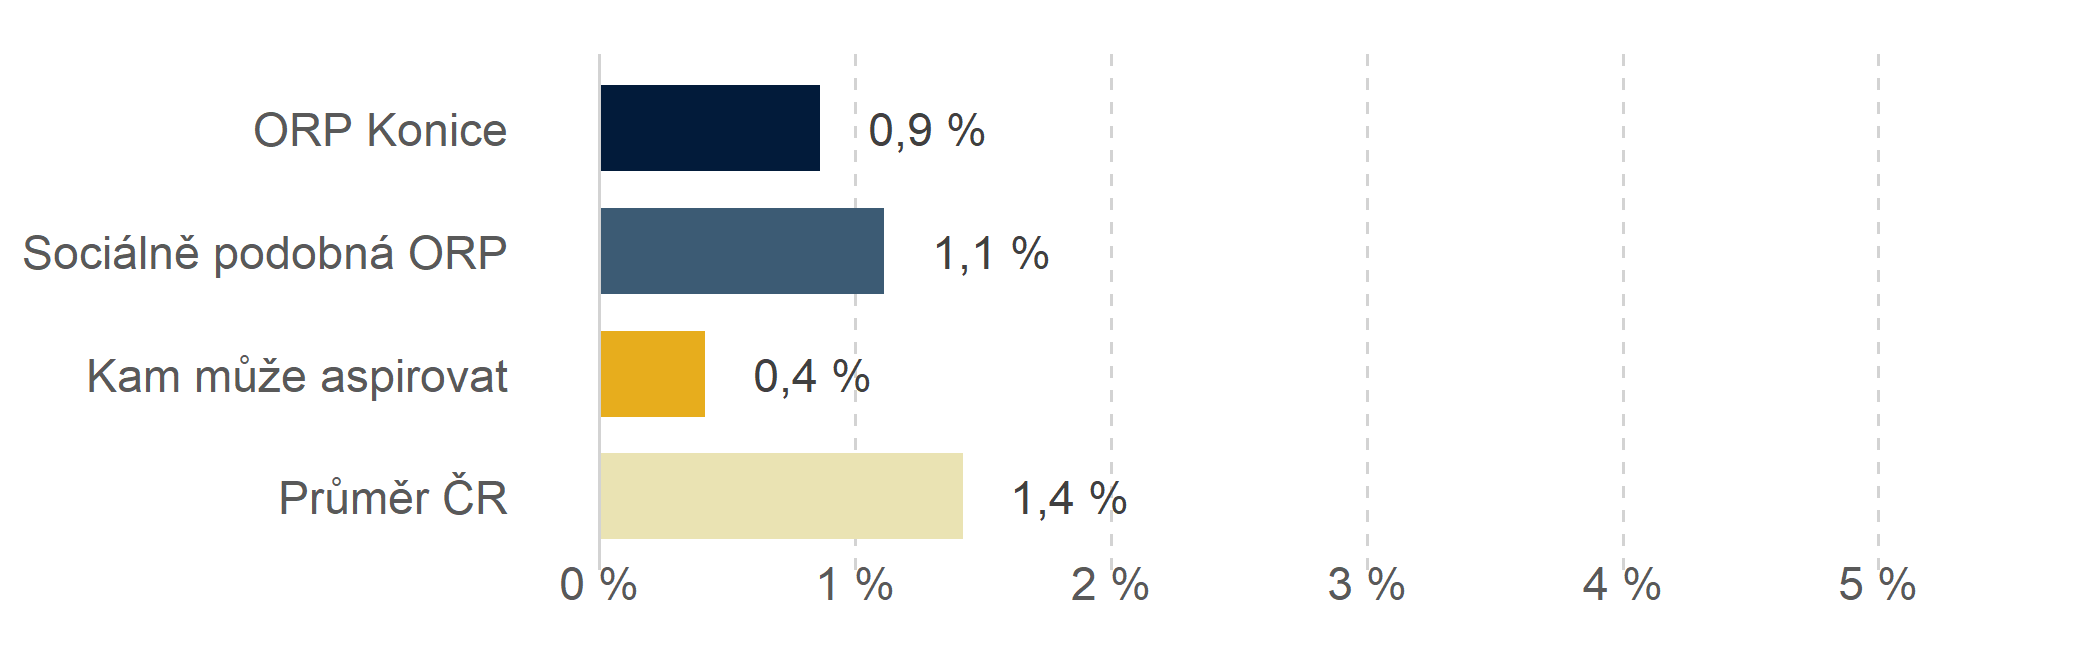 ORP Konice 0,9 %
Sociálně podobná ORP 1,1 %
Kam může aspirovat 0,4 %
Průměr ČR 1,4 %
0 % 1 % 2 % 3 % 4 % 5 %